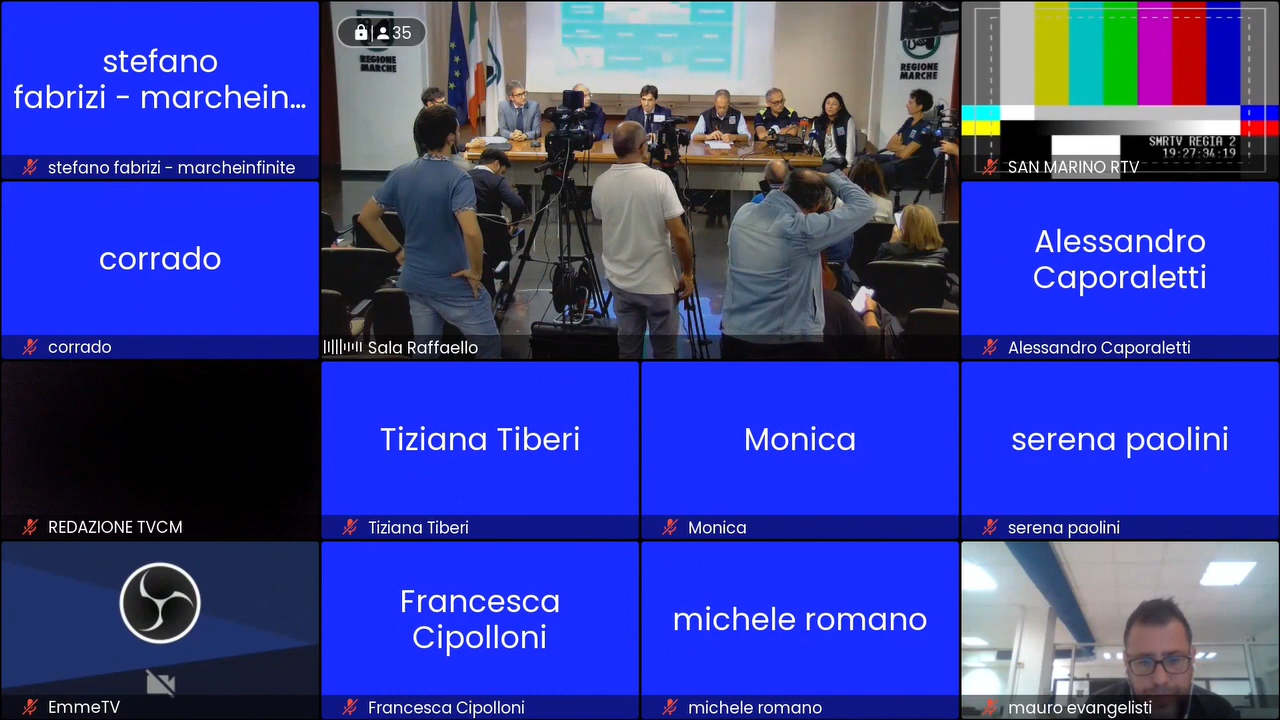 stefano
fabrizi - marchein...
stefano fabrizi - marcheinfinite
35
REGIONE
MARCHE
REGIONE
MARCHE
Sala Raffaello
SMRTV REGIA 2
19:27:34:19
SAN MARINO RTV
corrado
corrado
Alessandro
Caporaletti
Alessandro Caporaletti
REDAZIONE TVCM
Tiziana Tiberi
Tiziana Tiberi
Monica
Monica
serena paolini
serena paolini
EmmeTV
Francesca
Cipolloni
Francesca Cipolloni
michele romano
michele romano
mauro evangelisti